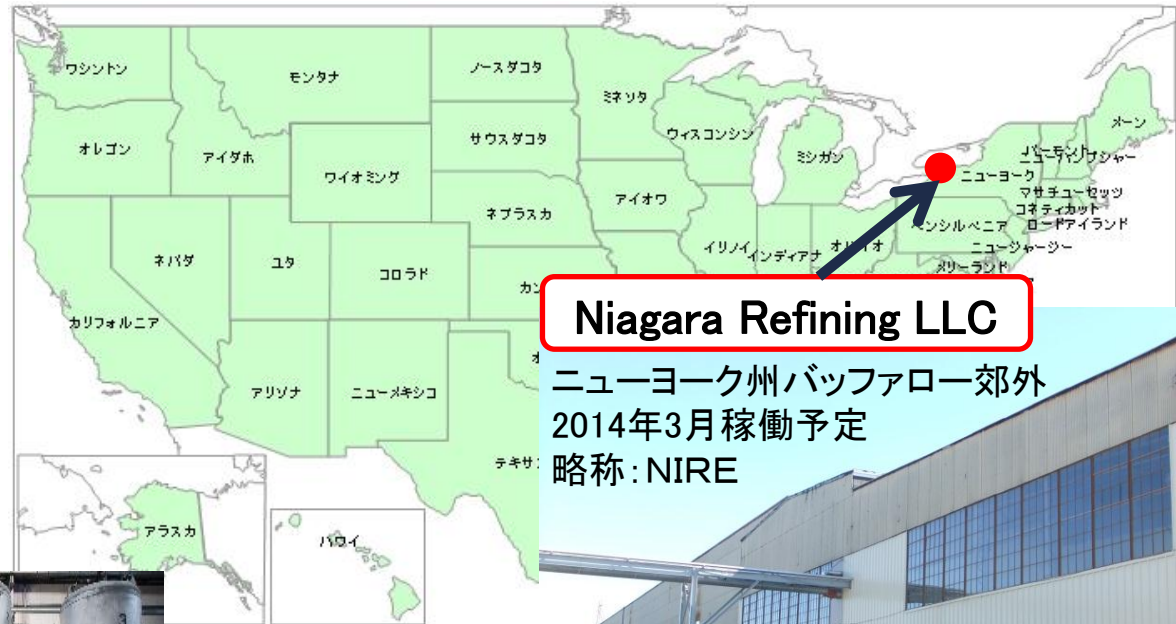 ワシントン
モンタナ
ノースダコタ
ミネソタ
メーン
オレゴン
アイダホ
サウスダコタ
ウィスコンシン
ミシガン
バーモント
ニューハンプシャー
ニューヨーク
ワイオミング
マサチューセッツ
アイオワ
ネブラスカ
コネティカット
ロードアイランド
ペンシルベニア
ニュージャージー
ネバダ
ユタ
コロラド
イリノイ
インディアナ
メリーランド
カリフォルニア
アリゾナ
ニューメキシコ
Niagara Refining LLC
ニューヨーク州バッファロー郊外
2014年3月稼働予定
略称：NIRE
アラスカ
ハワイ
3